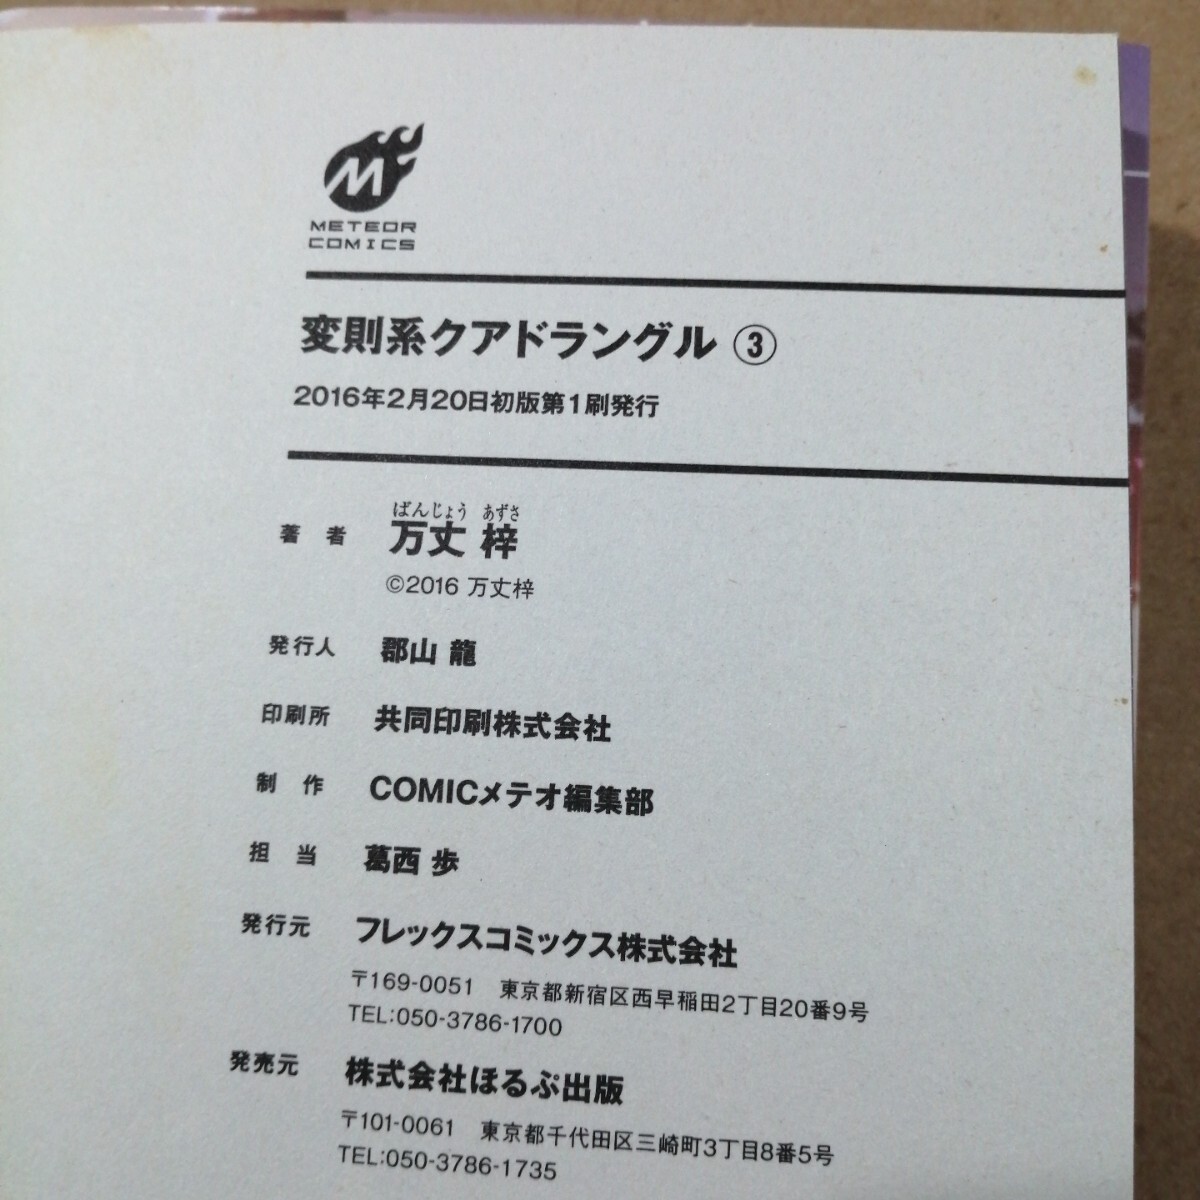 M
METEOR
COMICS
変則系クアドラングル ③
2016年2月20日初版第1刷発行
ばんじょう あずさ
著者 万丈 梓
©2016 万丈梓
発行人 郡山 龍
印刷所 共同印刷株式会社
制作 COMICメテオ編集部
担当 葛西 歩
発行元 フレックスコミックス株式会社
〒169-0051 東京都新宿区西早稲田2丁目20番9号
TEL:050-3786-1700
発売元 株式会社ほるぷ出版
〒101-0061 東京都千代田区三崎町3丁目8番5号
TEL:050-3786-1735